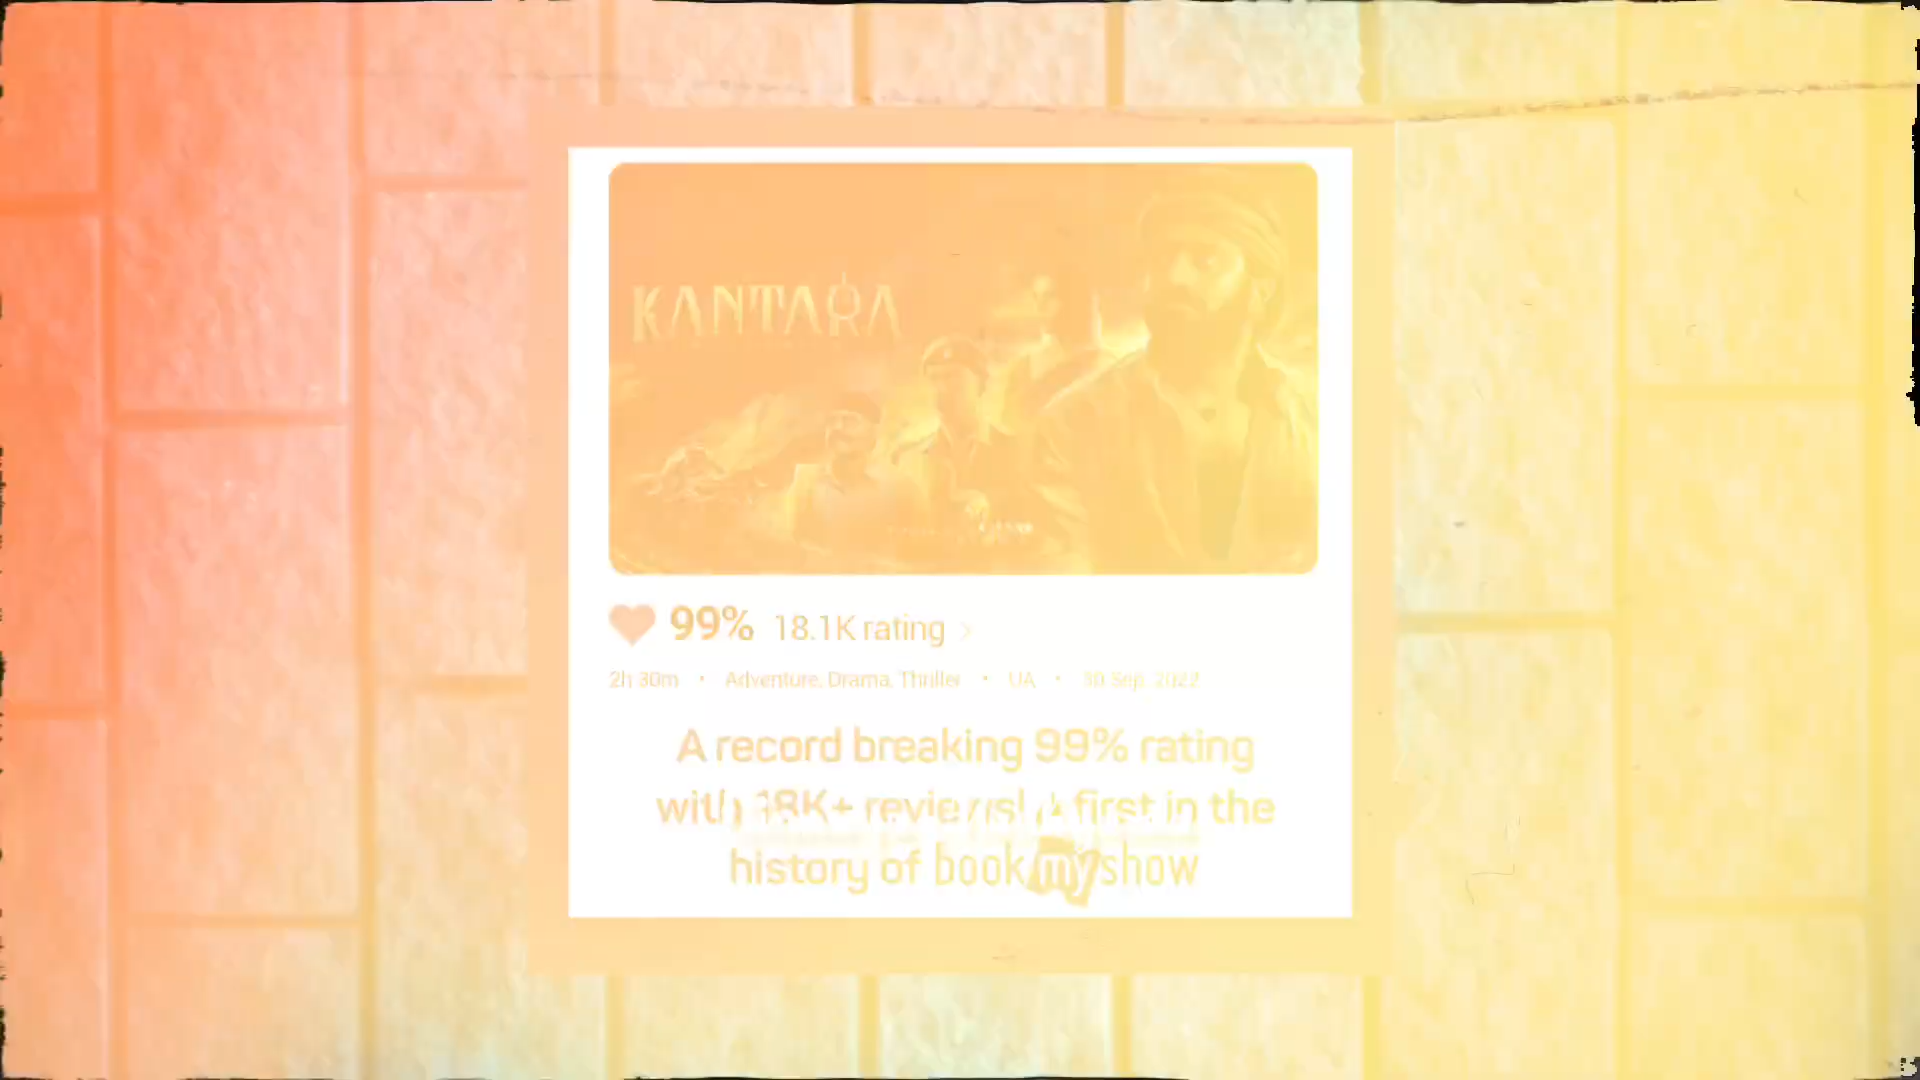 KANTARA
99% 18.1K rating >
2h 30m • Adventure, Drama, Thriller • UA • 30 Sep, 2022
A record breaking 99% rating
with 18K+ reviews! A first in the
history of bookmyshow